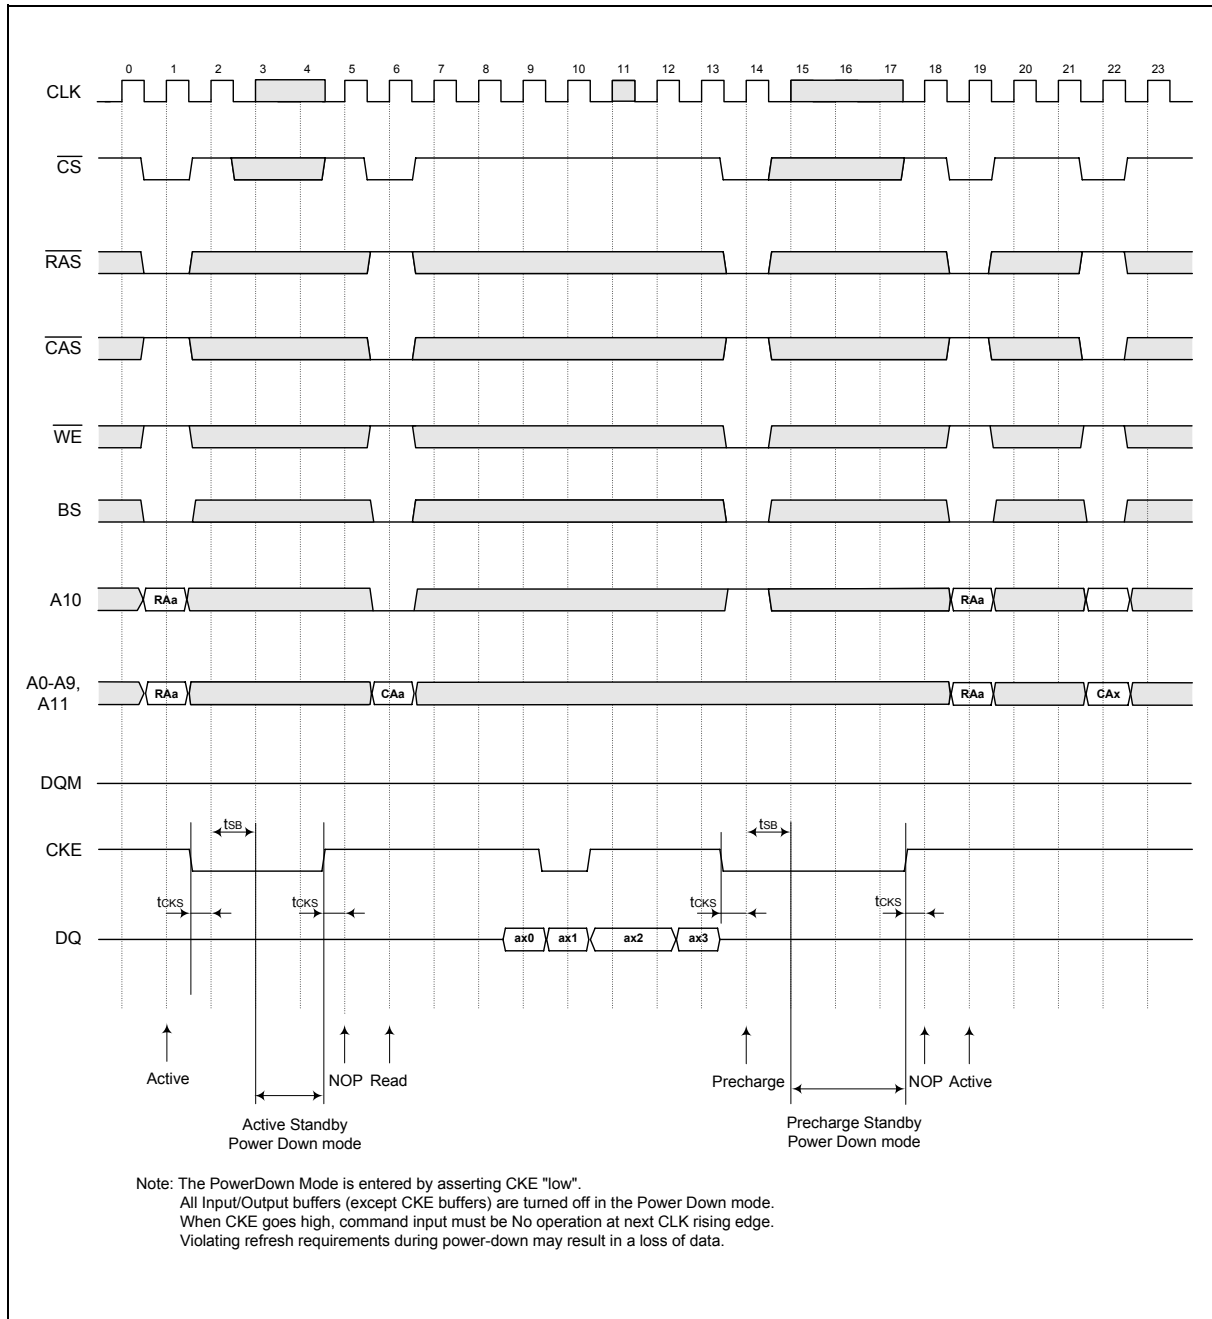 0 1 2 3 4 5 6 7 8 9 10 11 12 13 14 15 16 17 18 19 20 21 22 23
CLK
CS
RAS
CAS
WE
BS
A10 RAa RAa
A0-A9,
A11 RAa CAa RAa CAx
DQM
tSB tSB
CKE
tCKS tCKS tCKS tCKS
DQ ax0 ax1 ax2 ax3
Active NOP Read Precharge NOP Active
Active Standby
Power Down mode
Precharge Standby
Power Down mode
Note: The PowerDown Mode is entered by asserting CKE "low".
All Input/Output buffers (except CKE buffers) are turned off in the Power Down mode.
When CKE goes high, command input must be No operation at next CLK rising edge.
Violating refresh requirements during power-down may result in a loss of data.